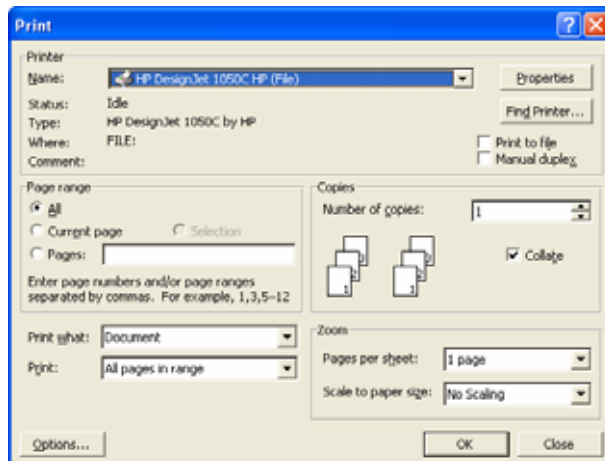 Print
Printer
Name: HP DesignJet 1050C HP (File) Properties
Status: Idle Find Printer...
Type: HP DesignJet 1050C by HP
Where: FILE: Print to file
Comment: Manual duplex
Page range
All
Current page Selection
Pages:
Enter page numbers and/or page ranges
separated by commas. For example, 1,3,5–12
Copies
Number of copies: 1
Collate
1 1
Print what: Document
Print: All pages in range
Zoom
Pages per sheet: 1 page
Scale to paper size: No Scaling
Options... OK Close